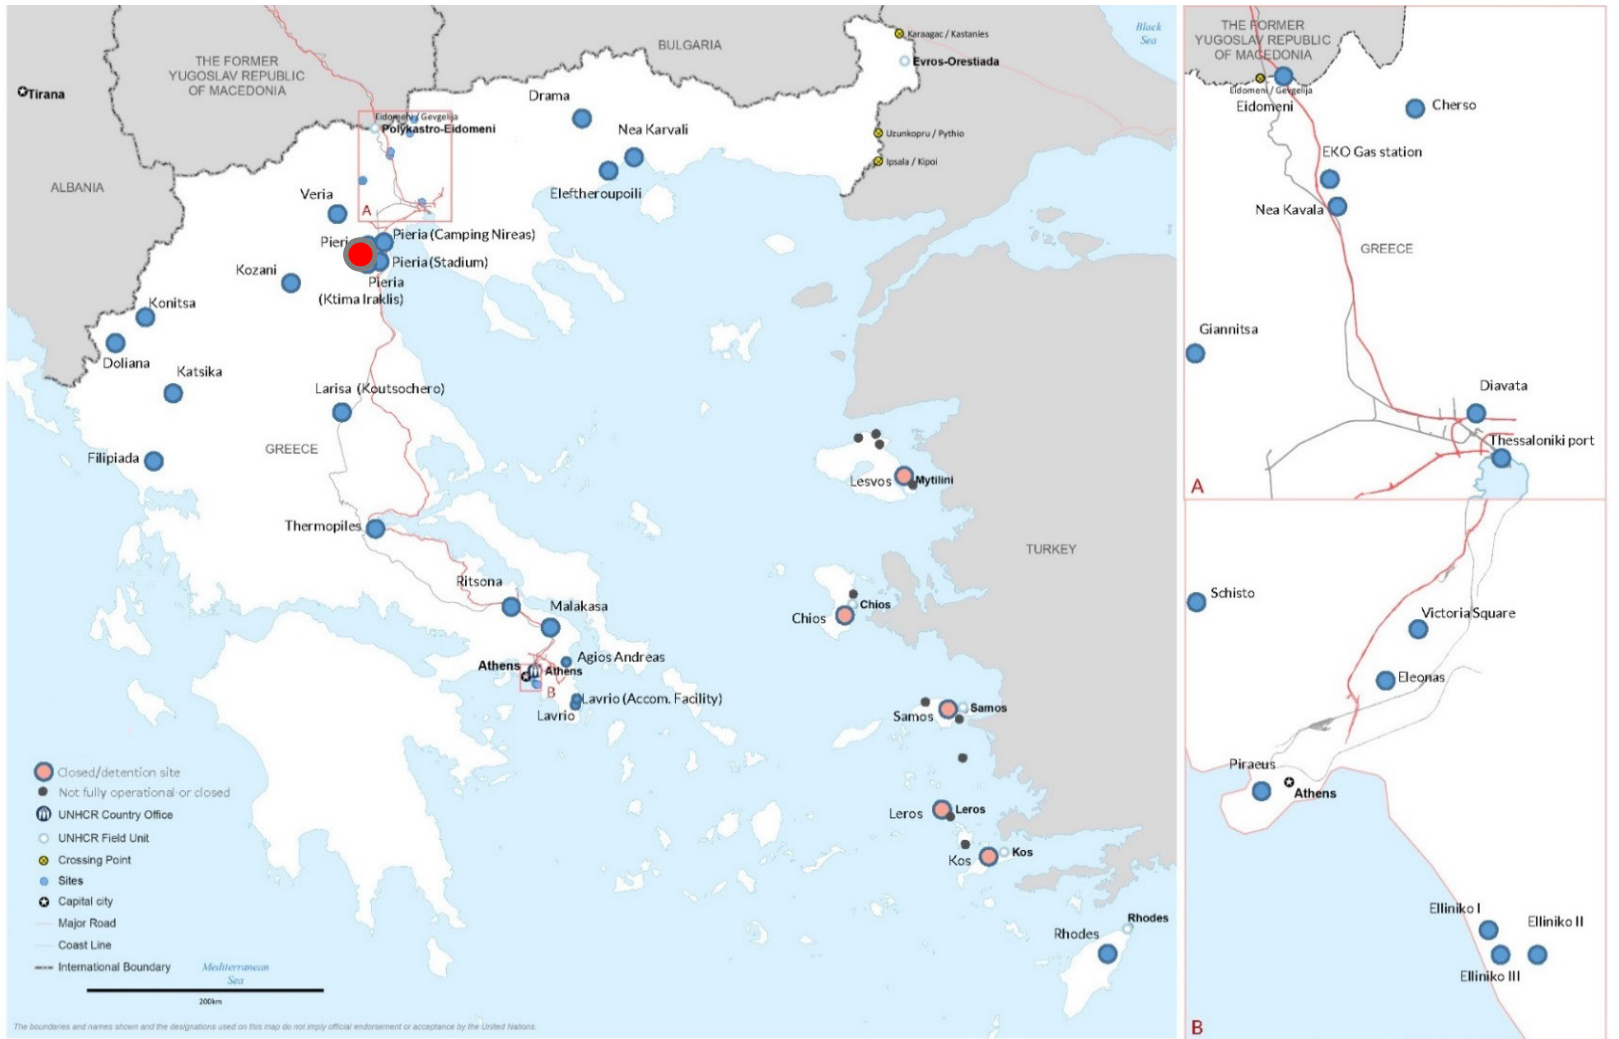 Black
Sea
BULGARIA
Karaagac / Kastanies
Evros-Orestiada
THE FORMER
YUGOSLAV REPUBLIC
OF MACEDONIA
Tirana
Drama
Eidomeni / Gevgelija
Polykastro-Eidomeni
Nea Karvali
Uzunkopru / Pythio
Ipsala / Kipoi
ALBANIA
Veria
Eleftheroupoili
A
Pieria (Camping Nireas)
Pieria (Stadium)
Kozani
Pieria
(Ktima Iraklis)
Konitsa
Doliana
Katsika
Larisa (Koutsochero)
GREECE
Filipiada
Lesvos
Mytilini
Thermopiles
TURKEY
Ritsona
Malakasa
Chios
Chios
Athens
Athens
Agios Andreas
B
Lavrio (Accom. Facility)
Lavrio
Samos
Samos
Leros
Leros
Kos
Kos
Rhodes
Rhodes
Closed/detention site
Not fully operational or closed
UNHCR Country Office
UNHCR Field Unit
Crossing Point
Sites
Capital city
Major Road
Coast Line
International Boundary
Mediterranean
Sea
200km
The boundaries and names shown and the designations used on this map do not imply official endorsement or acceptance by the United Nations.
THE FORMER
YUGOSLAV REPUBLIC
OF MACEDONIA
Eidomeni / Gevgelija
Eidomeni
Cherso
EKO Gas station
Nea Kavala
GREECE
Giannitsa
Diavata
Thessaloniki port
A
Schisto
Victoria Square
Eleonas
Piraeus
Athens
Elliniko I
Elliniko II
Elliniko III
B